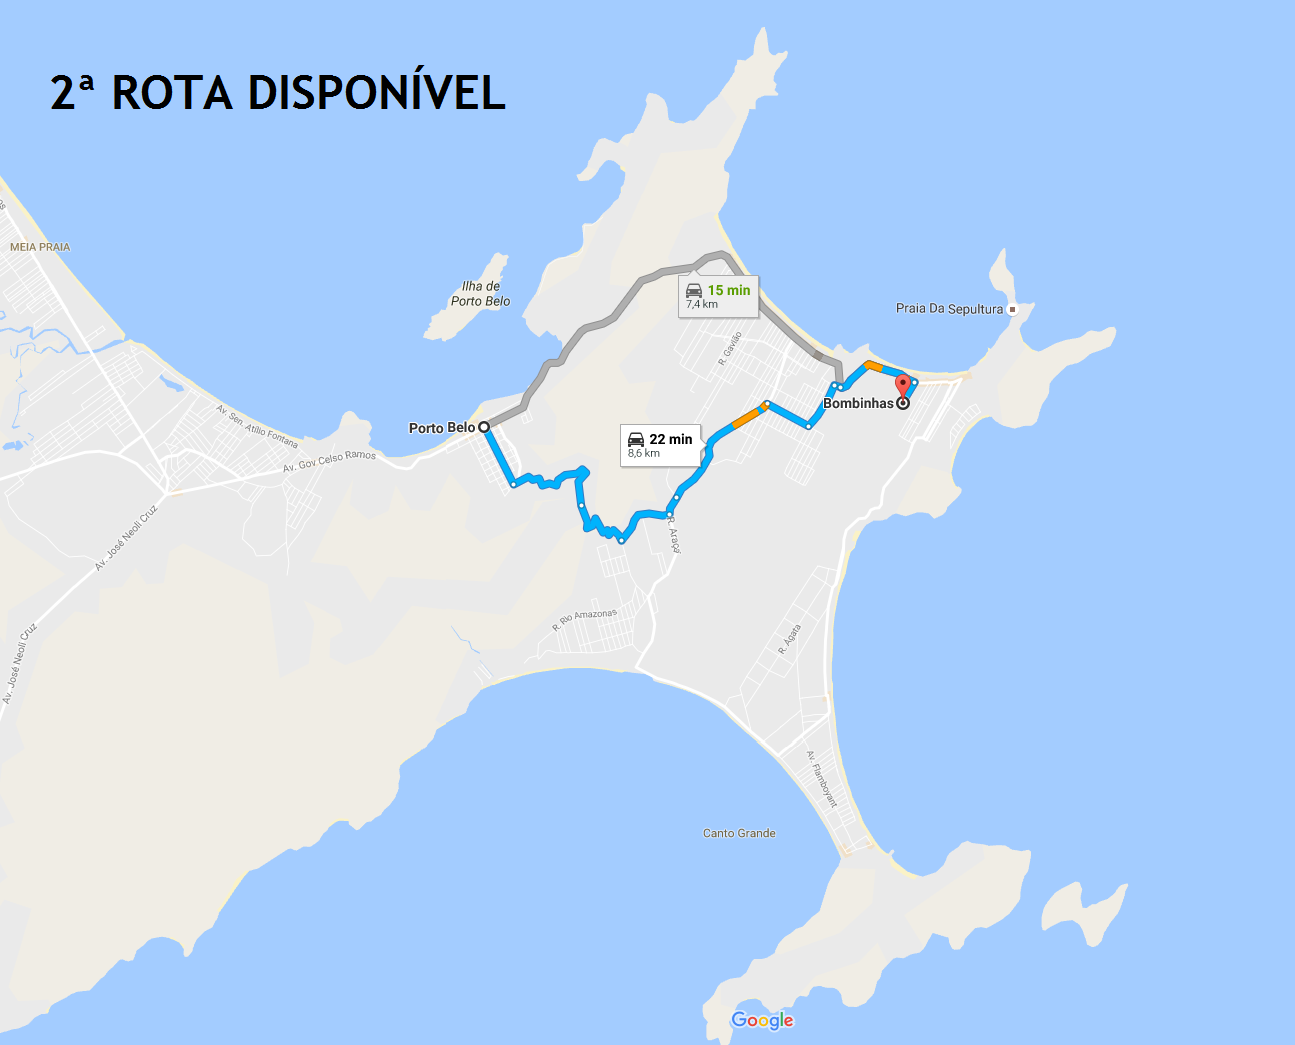 2ª ROTA DISPONÍVEL
MEIA PRAIA
Ilha de
Porto Belo
15 min
7,4 km
Praia Da Sepultura
R. Gavião
Bombinhas
Porto Belo
Av. Sen. Atílio Fontana
Av. Gov Celso Ramos
22 min
8,6 km
Av. José Neoli Cruz
R. Araçá
R. Rio Amazonas
R. Ágata
Av. José Neoli Cruz
Av. Flamboyant
Canto Grande
Google